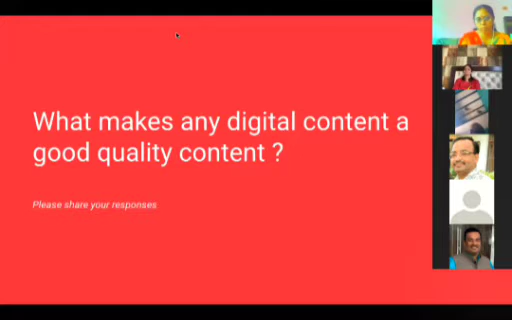 What makes any digital content a
good quality content ?
Please share your responses